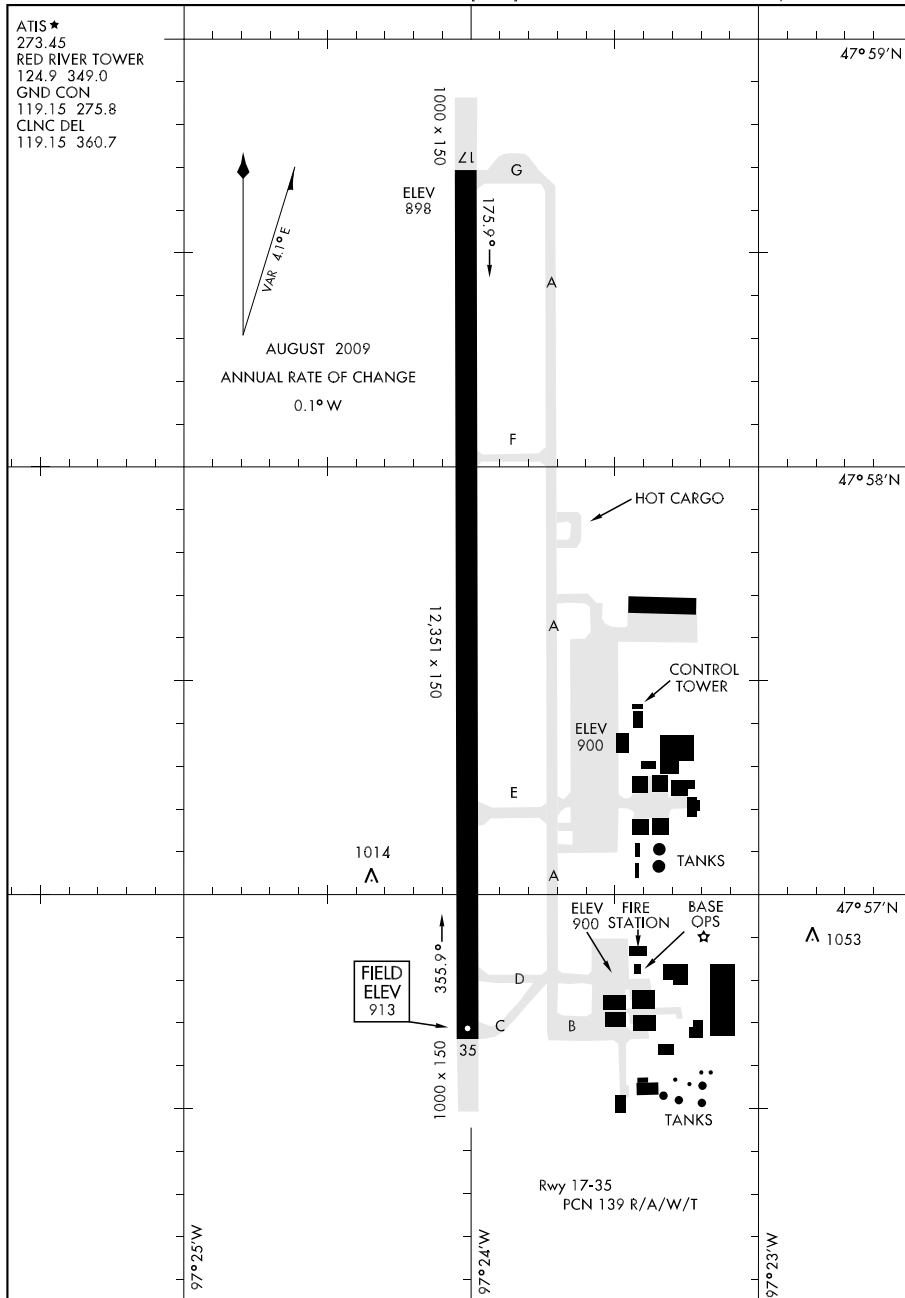 ATIS ★
273.45
RED RIVER TOWER
124.9 349.0
GND CON
119.15 275.8
CLNC DEL
119.15 360.7
47°59'N
1000 x 150
17
G
ELEV
898
175.9°
VAR 4.1°E
A
AUGUST 2009
ANNUAL RATE OF CHANGE
0.1° W
F
47°58'N
HOT CARGO
12,351 x 150
A
CONTROL
TOWER
ELEV
900
E
1014
TANKS
A
47°57'N
ELEV
900
FIRE
STATION
BASE
OPS
1053
355.9°
D
FIELD
ELEV
913
C
B
35
1000 x 150
TANKS
Rwy 17-35
PCN 139 R/A/W/T
97°25'W
97°24'W
97°23'W